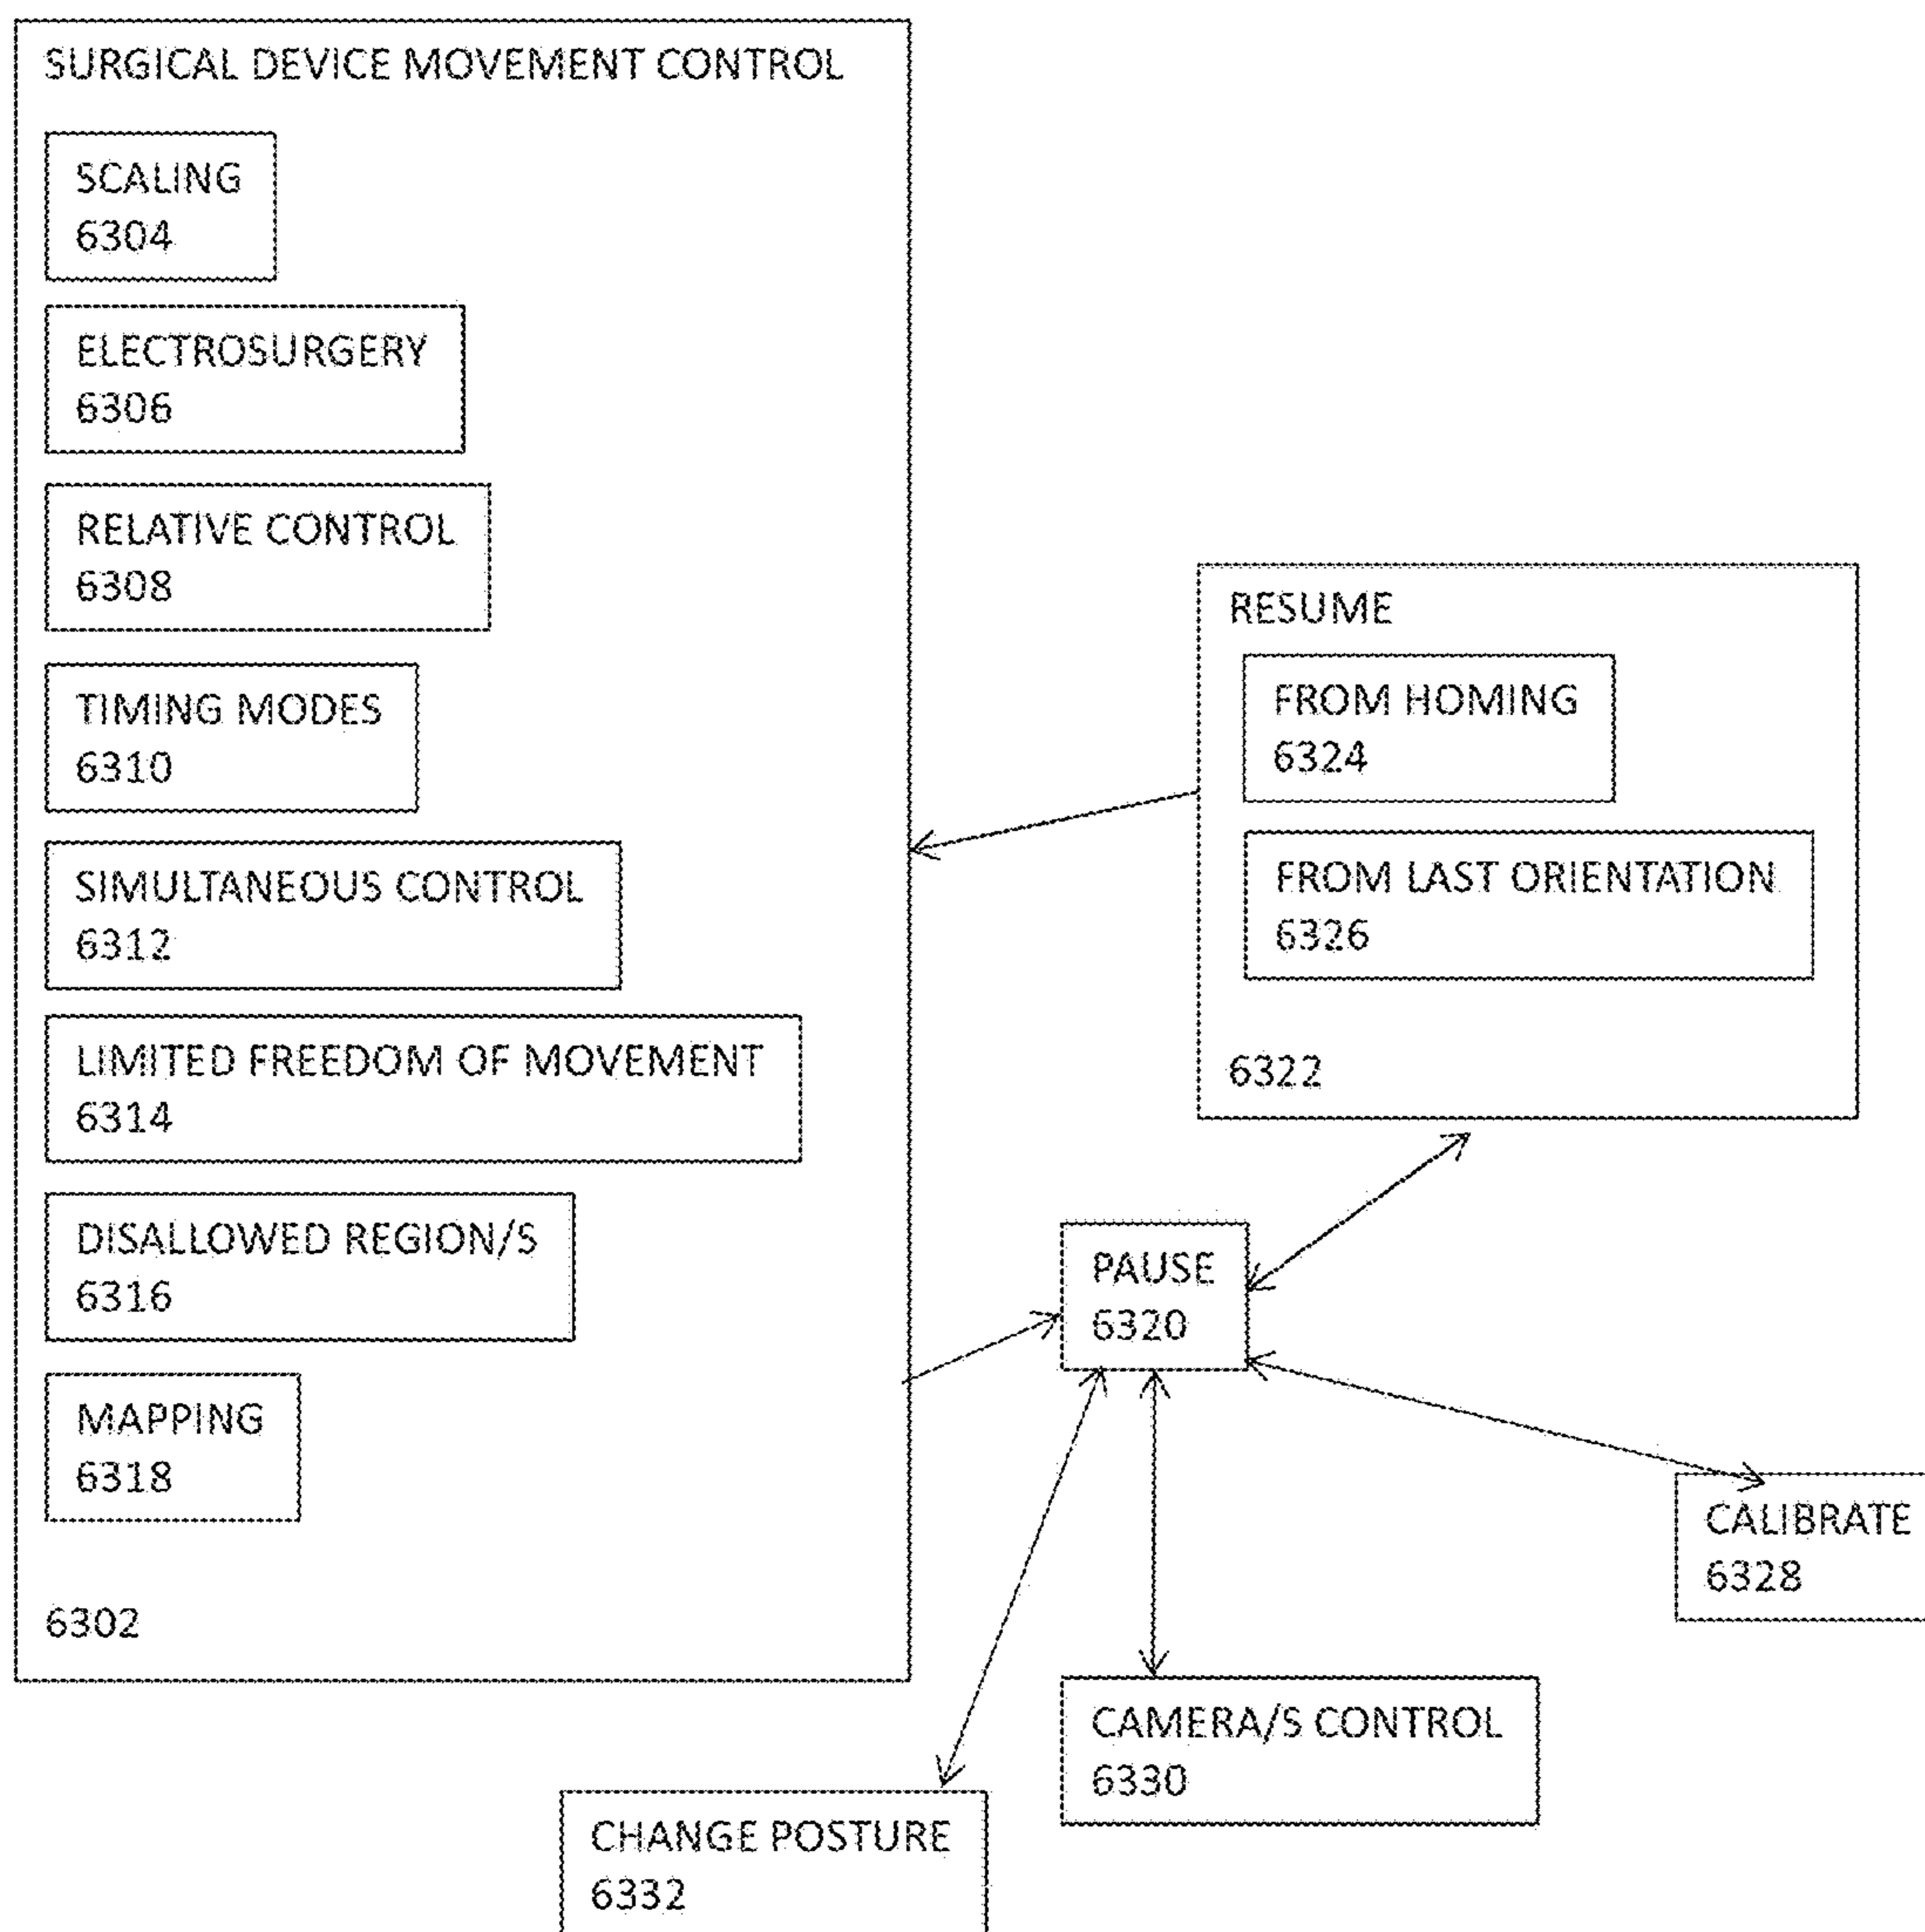 SURGICAL DEVICE MOVEMENT CONTROL
SCALING
6304
ELECTROSURGERY
6306
RELATIVE CONTROL
6308
TIMING MODES
6310
SIMULTANEOUS CONTROL
6312
LIMITED FREEDOM OF MOVEMENT
6314
DISALLOWED REGION/S
6316
MAPPING
6318
6302
RESUME
FROM HOMING
6324
FROM LAST ORIENTATION
6326
6322
PAUSE
6320
CALIBRATE
6328
CAMERA/S CONTROL
6330
CHANGE POSTURE
6332